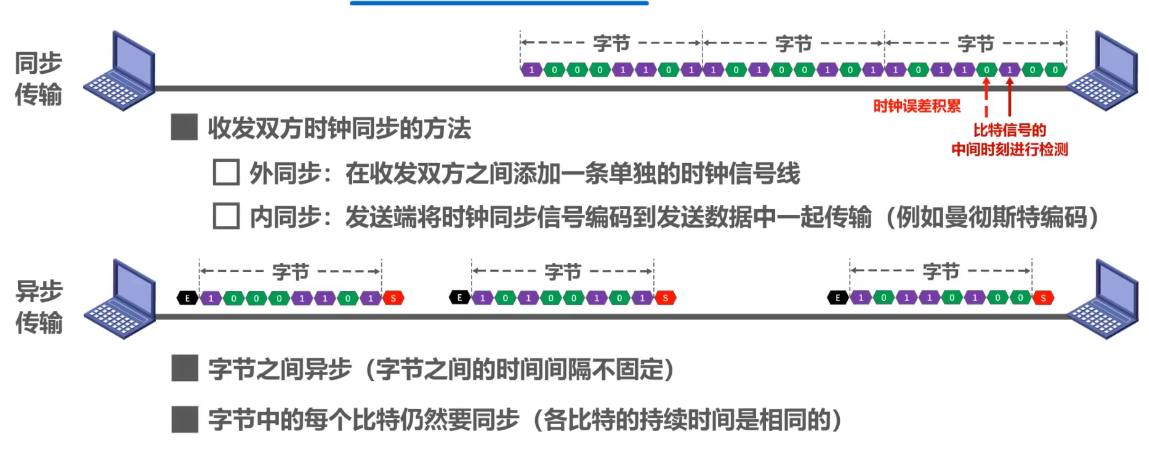 字节 字节 字节
同步
传输
1 0 0 0 1 1 0 1 1 0 1 0 0 1 0 1 1 0 1 1 0 1 0 0
时钟误差积累
比特信号的
中间时刻进行检测
收发双方时钟同步的方法
外同步：在收发双方之间添加一条单独的时钟信号线
内同步：发送端将时钟同步信号编码到发送数据中一起传输（例如曼彻斯特编码）
字节 字节 字节
异步
传输
E 1 0 0 0 1 1 0 1 S E 1 0 1 0 0 1 0 1 S E 1 0 1 1 0 1 0 0 S
字节之间异步（字节之间的时间间隔不固定）
字节中的每个比特仍然要同步（各比特的持续时间是相同的）